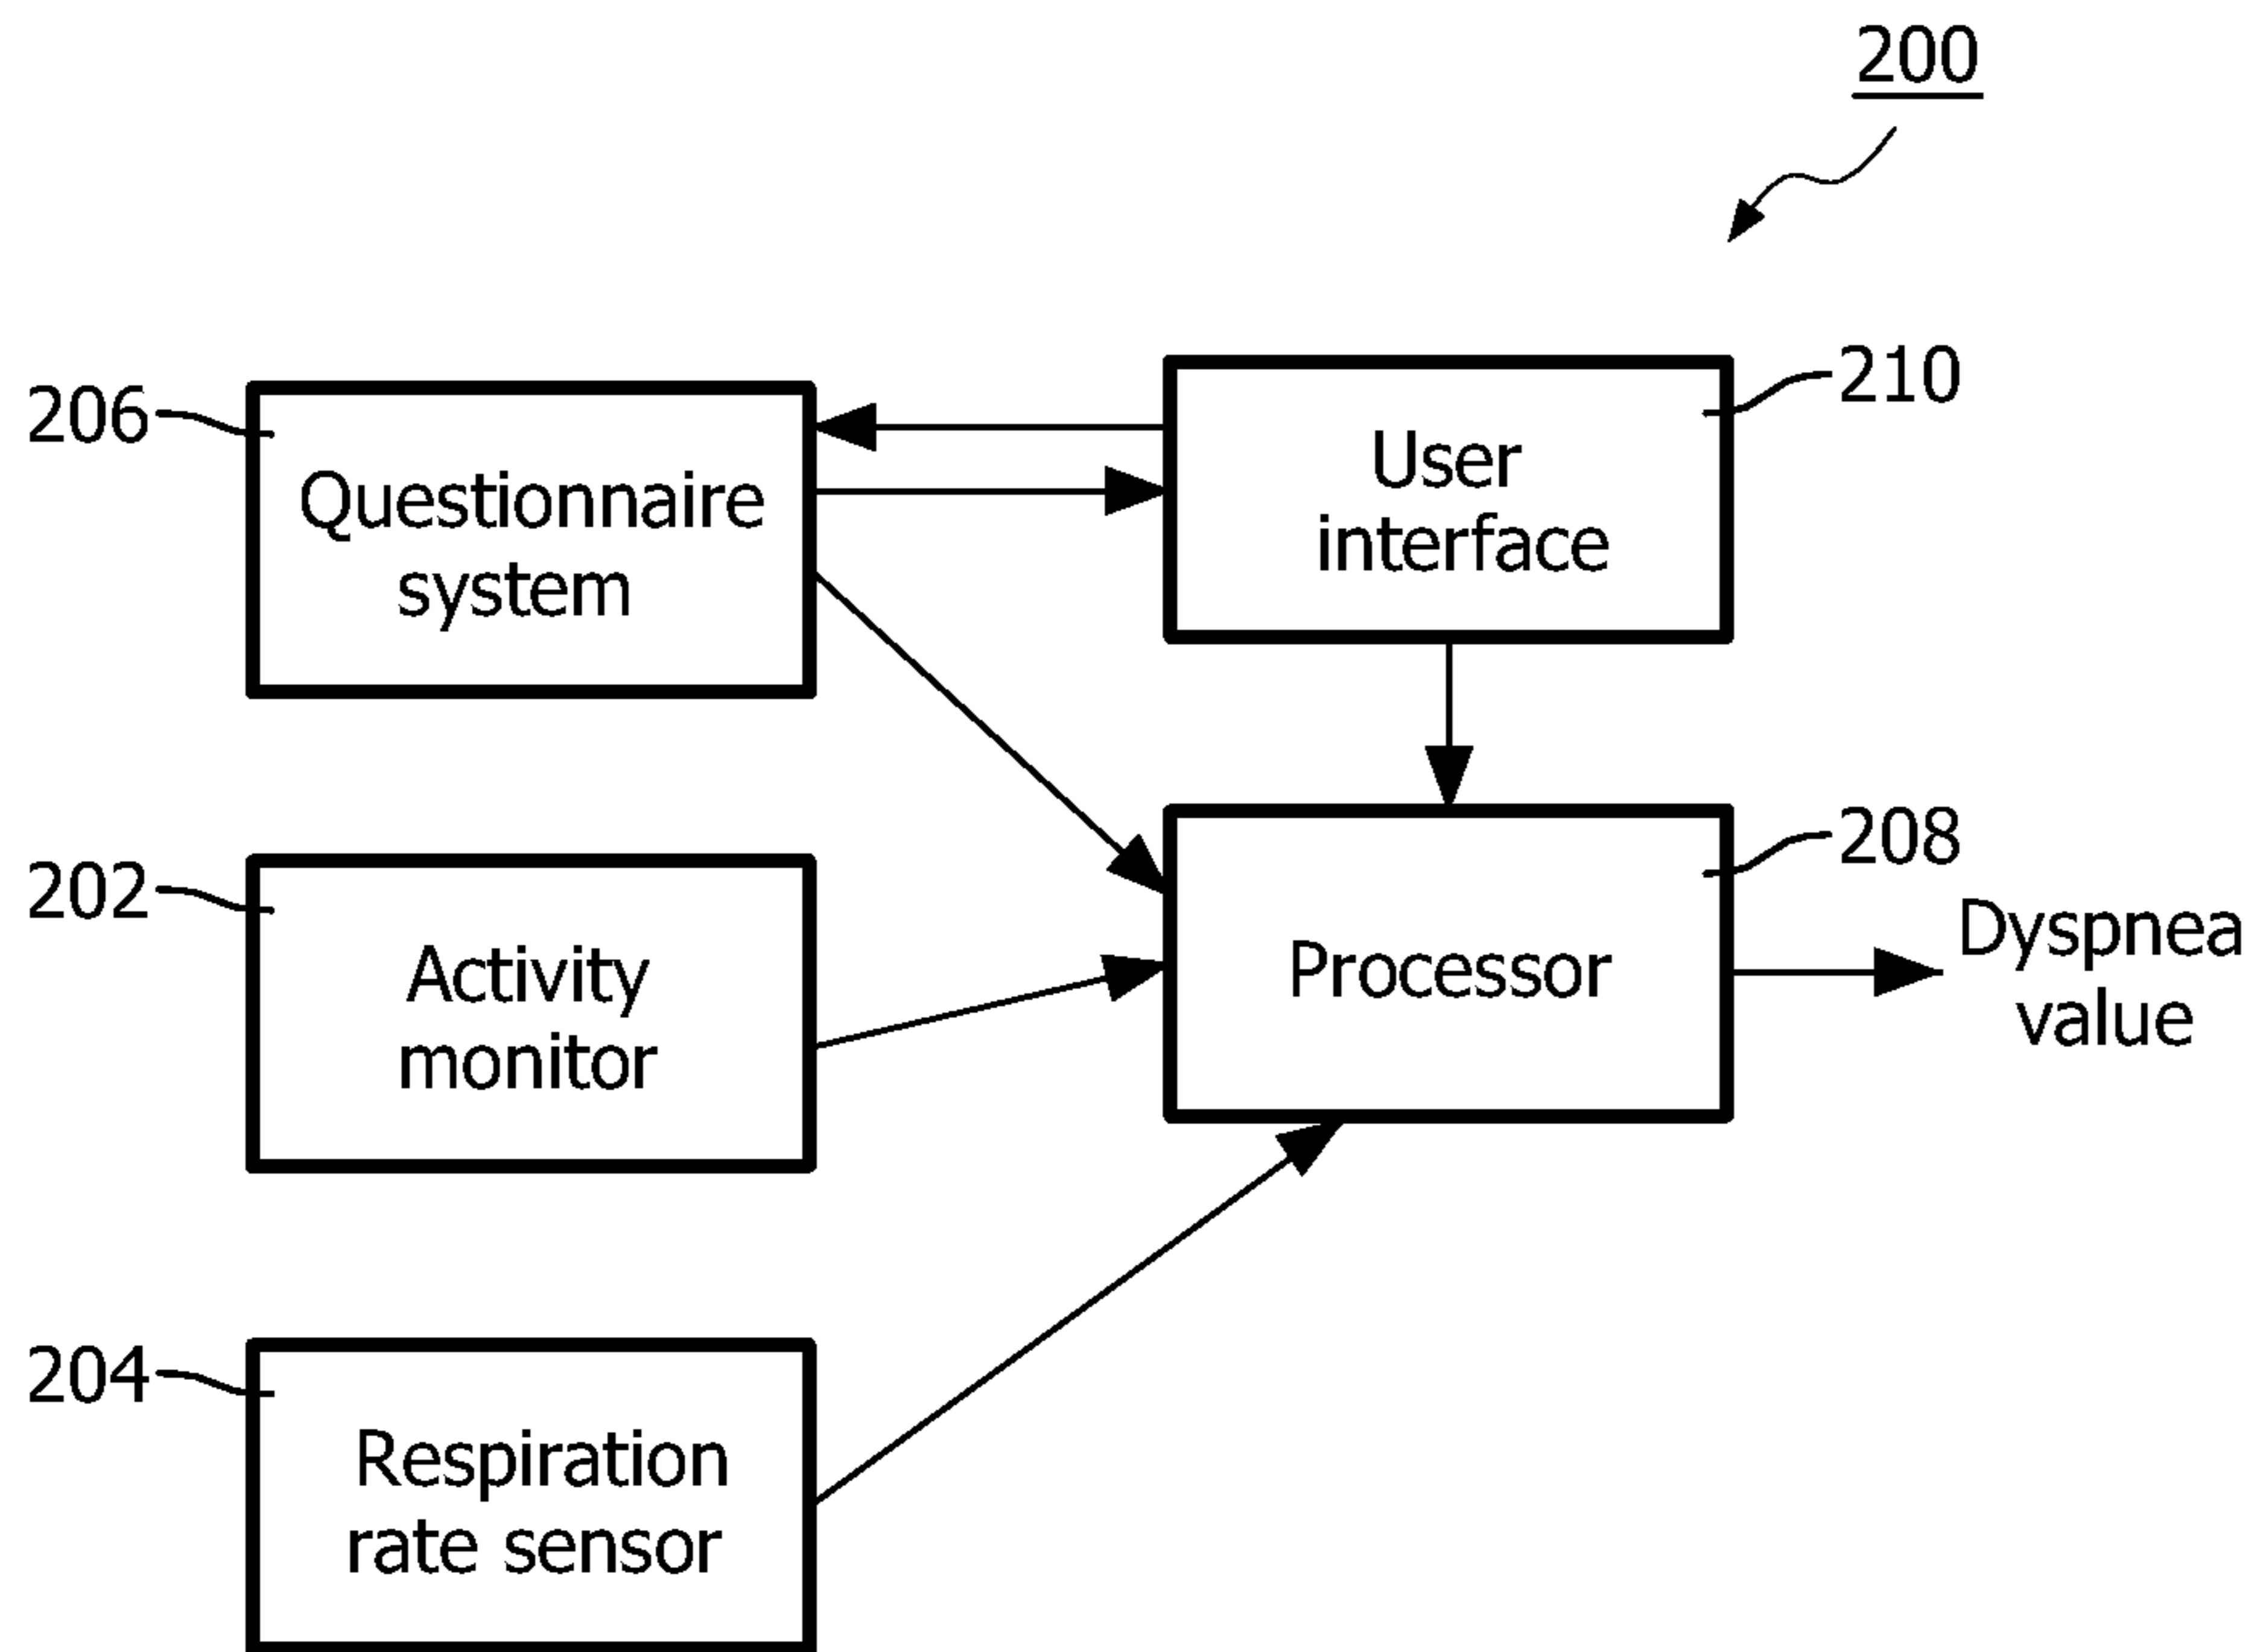 200
206
Questionnaire
system
User
interface
210
202
Activity
monitor
Processor
208
Dyspnea
value
204
Respiration
rate sensor